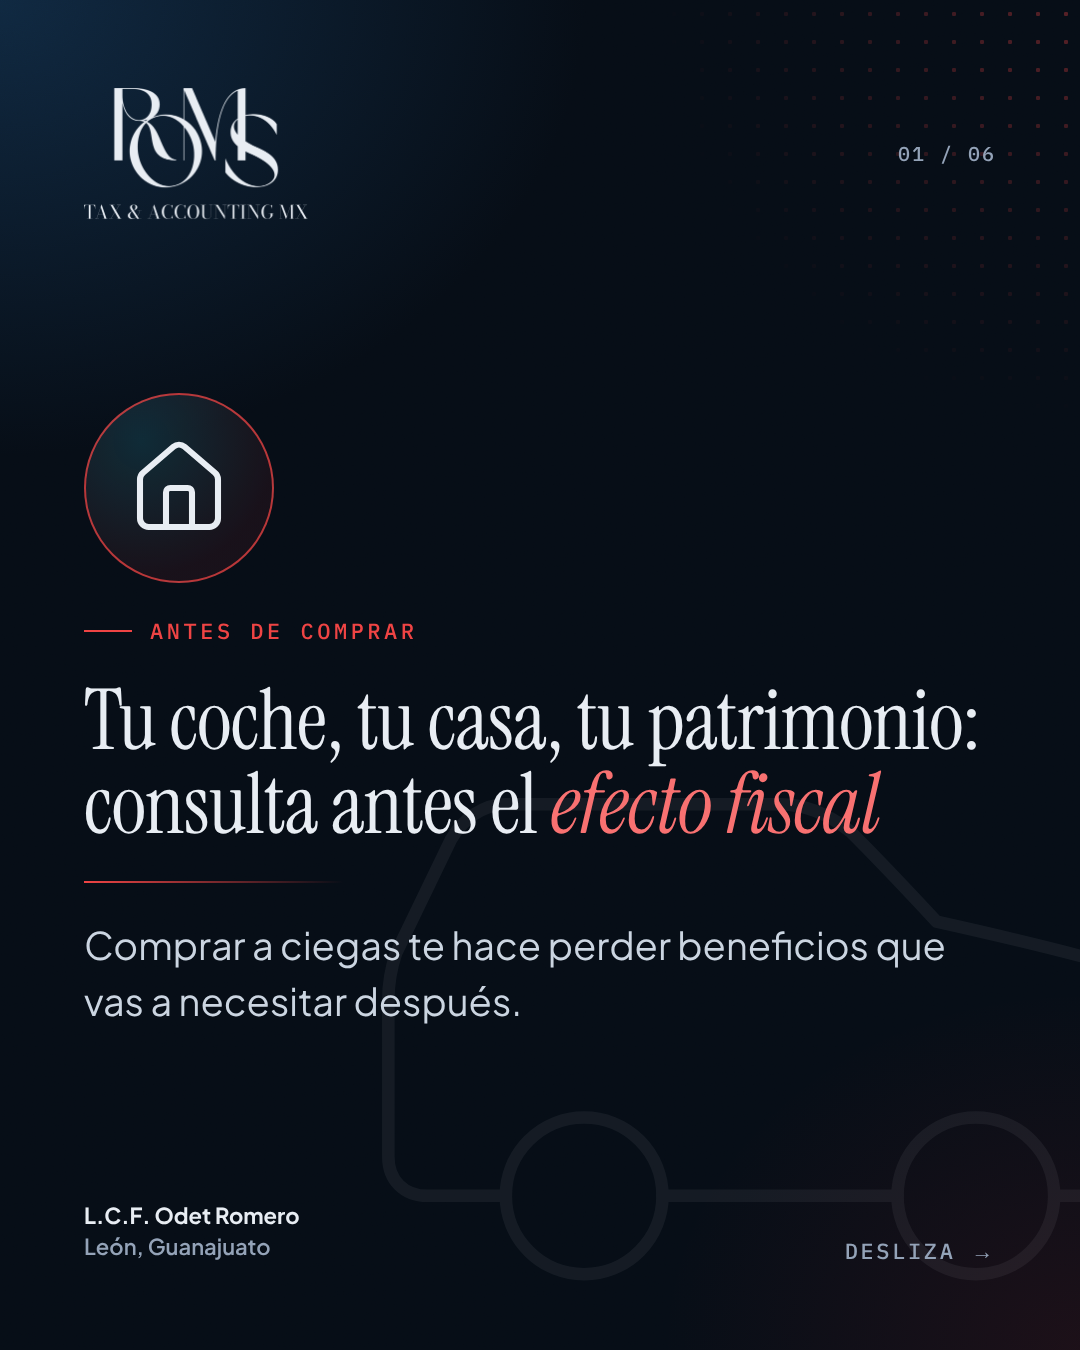 ROMS
TAX & ACCOUNTING MX
01 / 06
ANTES DE COMPRAR
Tu coche, tu casa, tu patrimonio:
consulta antes el efecto fiscal
Comprar a ciegas te hace perder beneficios que
vas a necesitar después.
L.C.F. Odet Romero
León, Guanajuato
DESLIZA →